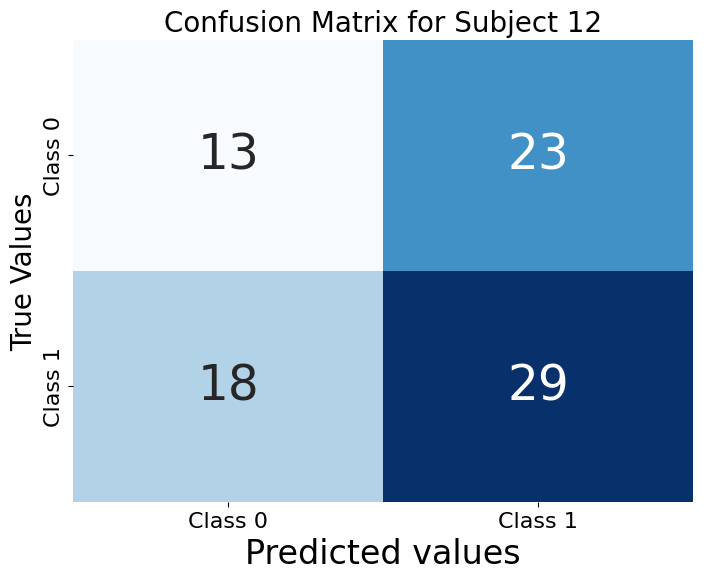 Confusion Matrix for Subject 12
True Values
Class 0
13
23
Class 1
18
29
Class 0
Class 1
Predicted values